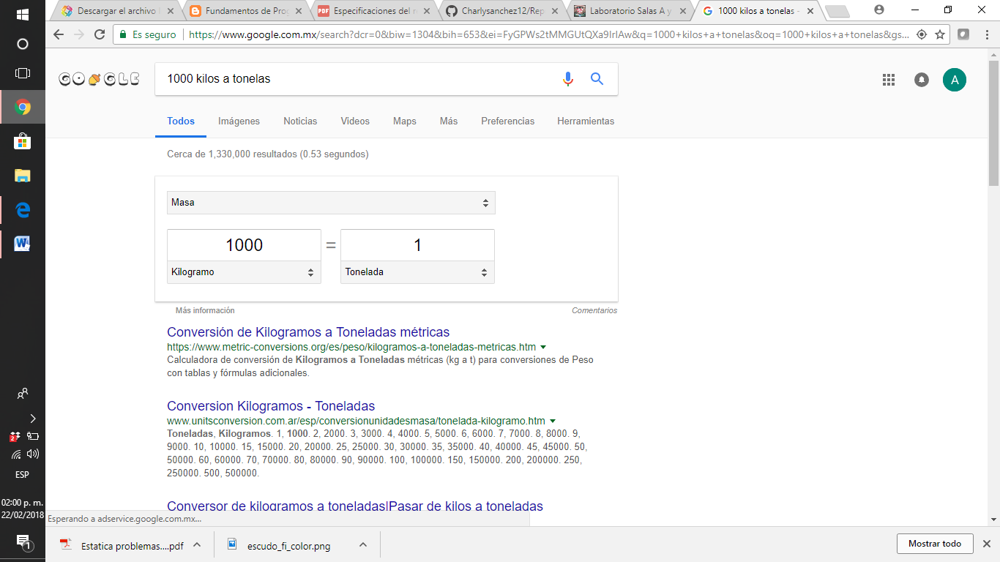 Descargar el archivo
Fundamentos de Prog
Especificaciones del r
Charlysanchez12/Rep
Laboratorio Salas A y
1000 kilos a tonelas -
Es seguro
https://www.google.com.mx/search?dcr=0&biw=1304&bih=653&ei=FyGPWs2tMMGUtQXa9IrIAw&q=1000+kilos+a+tonelas&oq=1000+kilos+a+tonelas&gs...
GOOGLE
1000 kilos a tonelas
A
Todos
Imágenes
Noticias
Videos
Maps
Más
Preferencias
Herramientas
Cerca de 1,330,000 resultados (0.53 segundos)
Masa
1000 = 1
Kilogramo
Tonelada
Más información
Comentarios
Conversión de Kilogramos a Toneladas métricas
https://www.metric-conversions.org/es/peso/kilogramos-a-toneladas-metricas.htm
Calculadora de conversión de Kilogramos a Toneladas métricas (kg a t) para conversiones de Peso
con tablas y fórmulas adicionales.
Conversion Kilogramos - Toneladas
www.unitsconversion.com.ar/esp/conversionunidadesmasa/tonelada-kilogramo.htm
Toneladas, Kilogramos. 1, 1000. 2, 2000. 3, 3000. 4, 4000. 5, 5000. 6, 6000. 7, 7000. 8, 8000. 9,
9000. 10, 10000. 15, 15000. 20, 20000. 25, 25000. 30, 30000. 35, 35000. 40, 40000. 45, 45000. 50,
50000. 60, 60000. 70, 70000. 80, 80000. 90, 90000. 100, 100000. 150, 150000. 200, 200000. 250,
250000. 500, 500000.
Conversor de kilogramos a toneladas|Pasar de kilos a toneladas
Esperando a adservice.google.com.mx...
Estatica problemas....pdf
escudo_fi_color.png
Mostrar todo
2
ESP
02:00 p. m.
22/02/2018
1